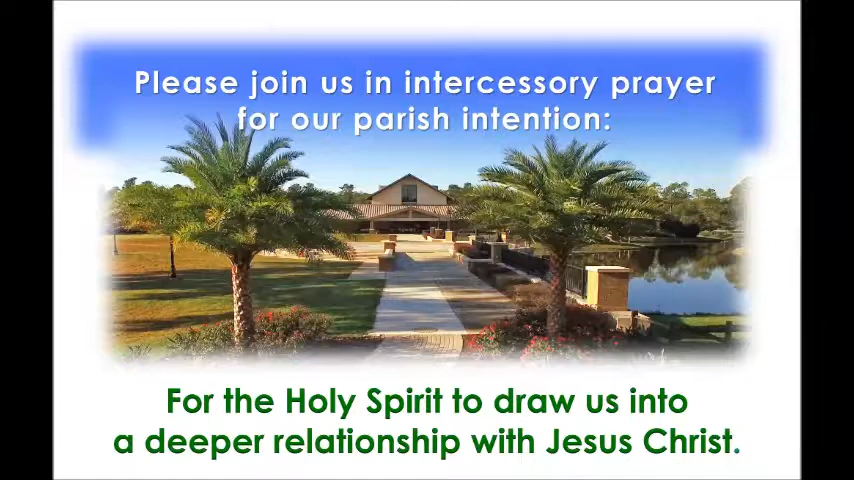 Please join us in intercessory prayer
for our parish intention:
For the Holy Spirit to draw us into
a deeper relationship with Jesus Christ.